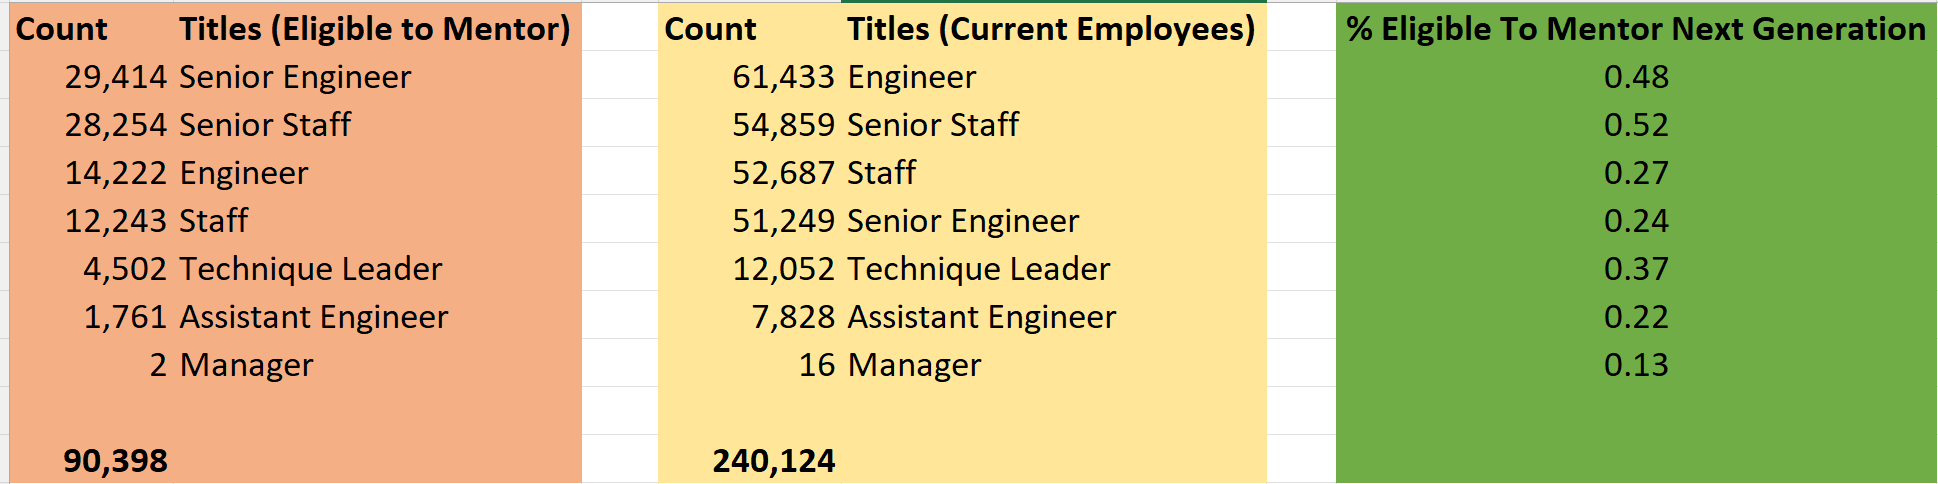 Count Titles (Eligible to Mentor) Count Titles (Current Employees) % Eligible To Mentor Next Generation
29,414 Senior Engineer 61,433 Engineer 0.48
28,254 Senior Staff 54,859 Senior Staff 0.52
14,222 Engineer 52,687 Staff 0.27
12,243 Staff 51,249 Senior Engineer 0.24
4,502 Technique Leader 12,052 Technique Leader 0.37
1,761 Assistant Engineer 7,828 Assistant Engineer 0.22
2 Manager 16 Manager 0.13
90,398 240,124